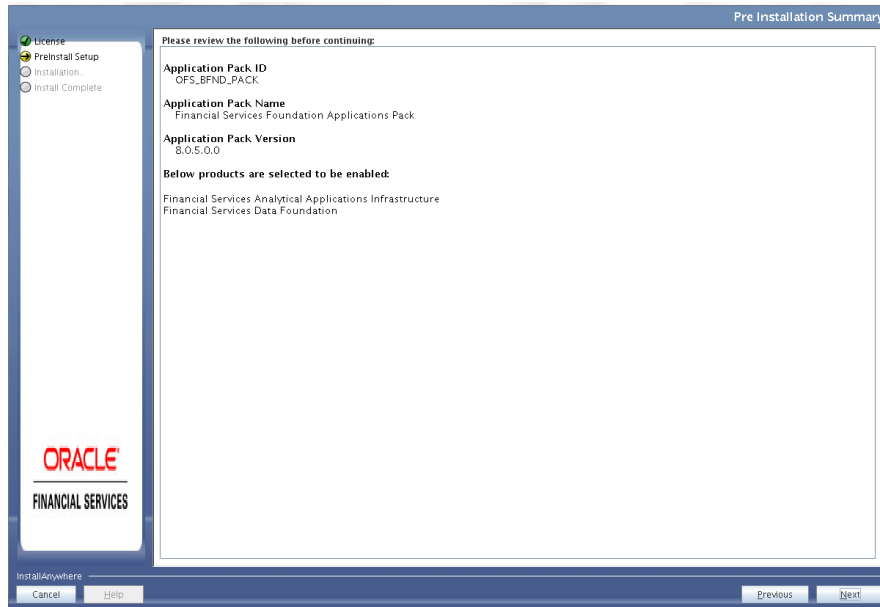 Pre Installation Summary
License
PreInstall Setup
Installation..
Install Complete
Please review the following before continuing:
Application Pack ID
OFS_BFND_PACK
Application Pack Name
Financial Services Foundation Applications Pack
Application Pack Version
8.0.5.0.0
Below products are selected to be enabled:
Financial Services Analytical Applications Infrastructure
Financial Services Data Foundation
ORACLE
FINANCIAL SERVICES
InstallAnywhere
Cancel
Help
Previous
Next